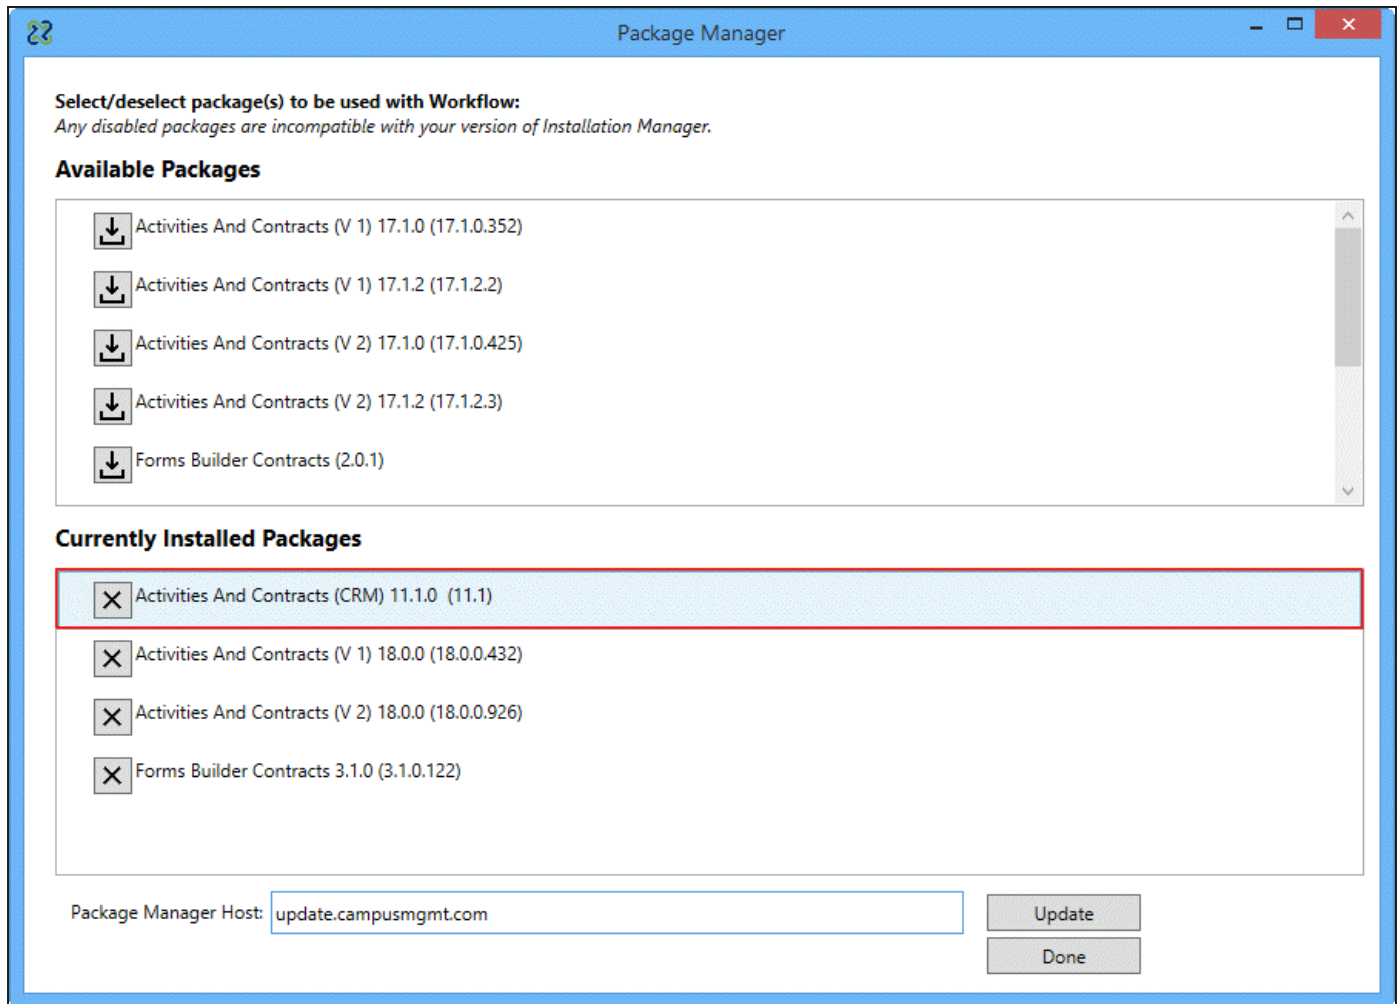 Package Manager
Select/deselect package(s) to be used with Workflow:
Any disabled packages are incompatible with your version of Installation Manager.
Available Packages
Activities And Contracts (V 1) 17.1.0 (17.1.0.352)
Activities And Contracts (V 1) 17.1.2 (17.1.2.2)
Activities And Contracts (V 2) 17.1.0 (17.1.0.425)
Activities And Contracts (V 2) 17.1.2 (17.1.2.3)
Forms Builder Contracts (2.0.1)
Currently Installed Packages
Activities And Contracts (CRM) 11.1.0  (11.1)
Activities And Contracts (V 1) 18.0.0 (18.0.0.432)
Activities And Contracts (V 2) 18.0.0 (18.0.0.926)
Forms Builder Contracts 3.1.0 (3.1.0.122)
Package Manager Host: update.campusmgmt.com Update
Done